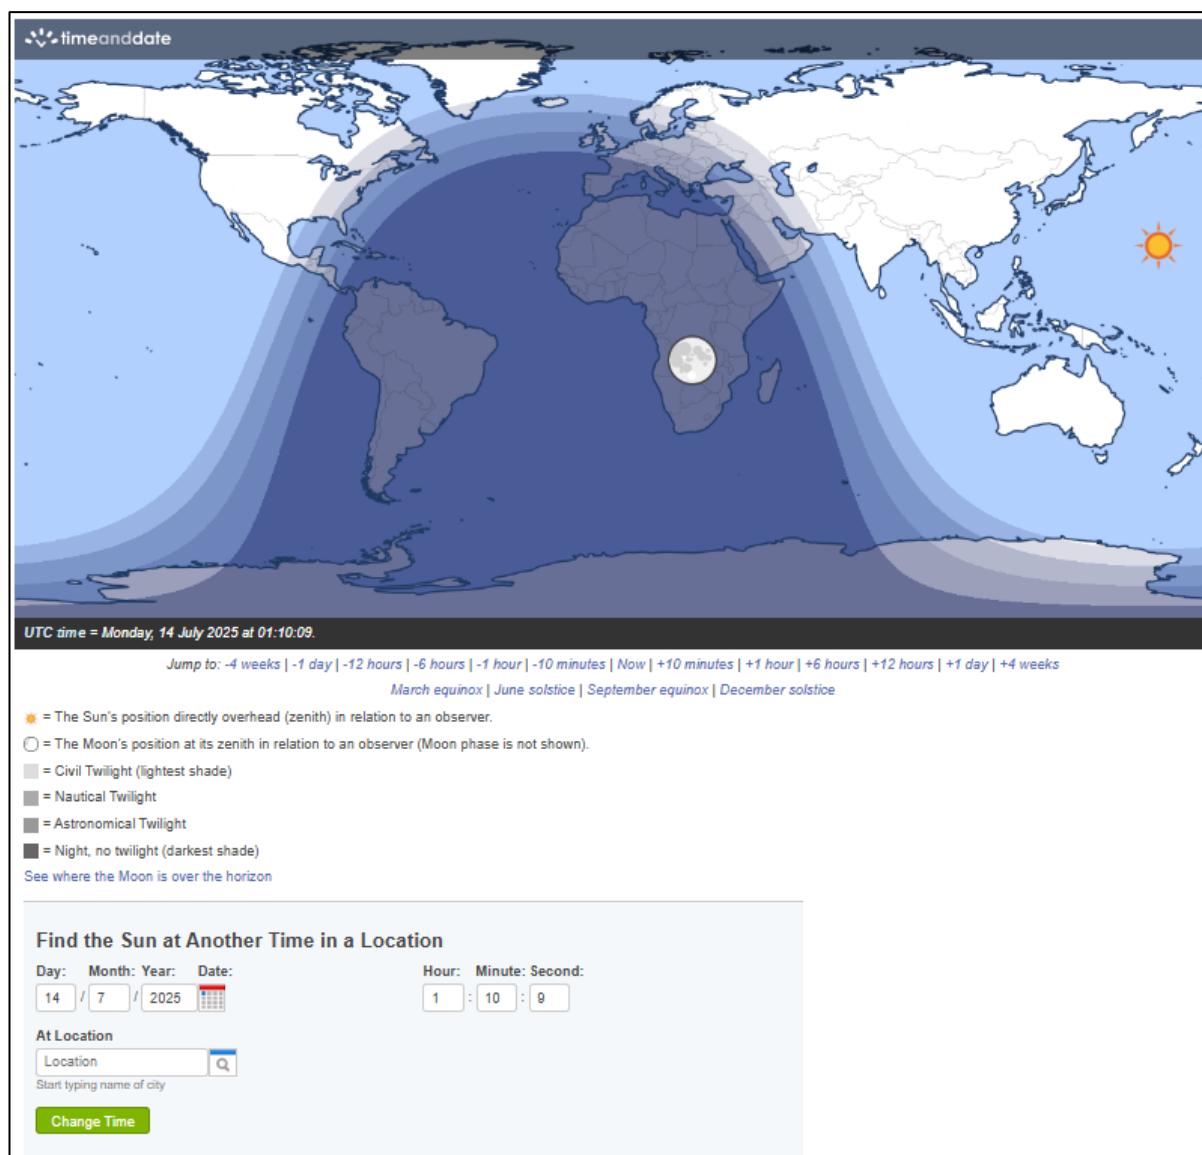 timeanddate
UTC time = Monday, 14 July 2025 at 01:10:09.
Jump to: -4 weeks | -1 day | -12 hours | -6 hours | -1 hour | -10 minutes | Now | +10 minutes | +1 hour | +6 hours | +12 hours | +1 day | +4 weeks
March equinox | June solstice | September equinox | December solstice
= The Sun's position directly overhead (zenith) in relation to an observer.
= The Moon's position at its zenith in relation to an observer (Moon phase is not shown).
= Civil Twilight (lightest shade)
= Nautical Twilight
= Astronomical Twilight
= Night, no twilight (darkest shade)
See where the Moon is over the horizon
Find the Sun at Another Time in a Location
Day: Month: Year: Date: Hour: Minute: Second:
14 / 7 / 2025 1 : 10 : 9
At Location
Location
Start typing name of city
Change Time